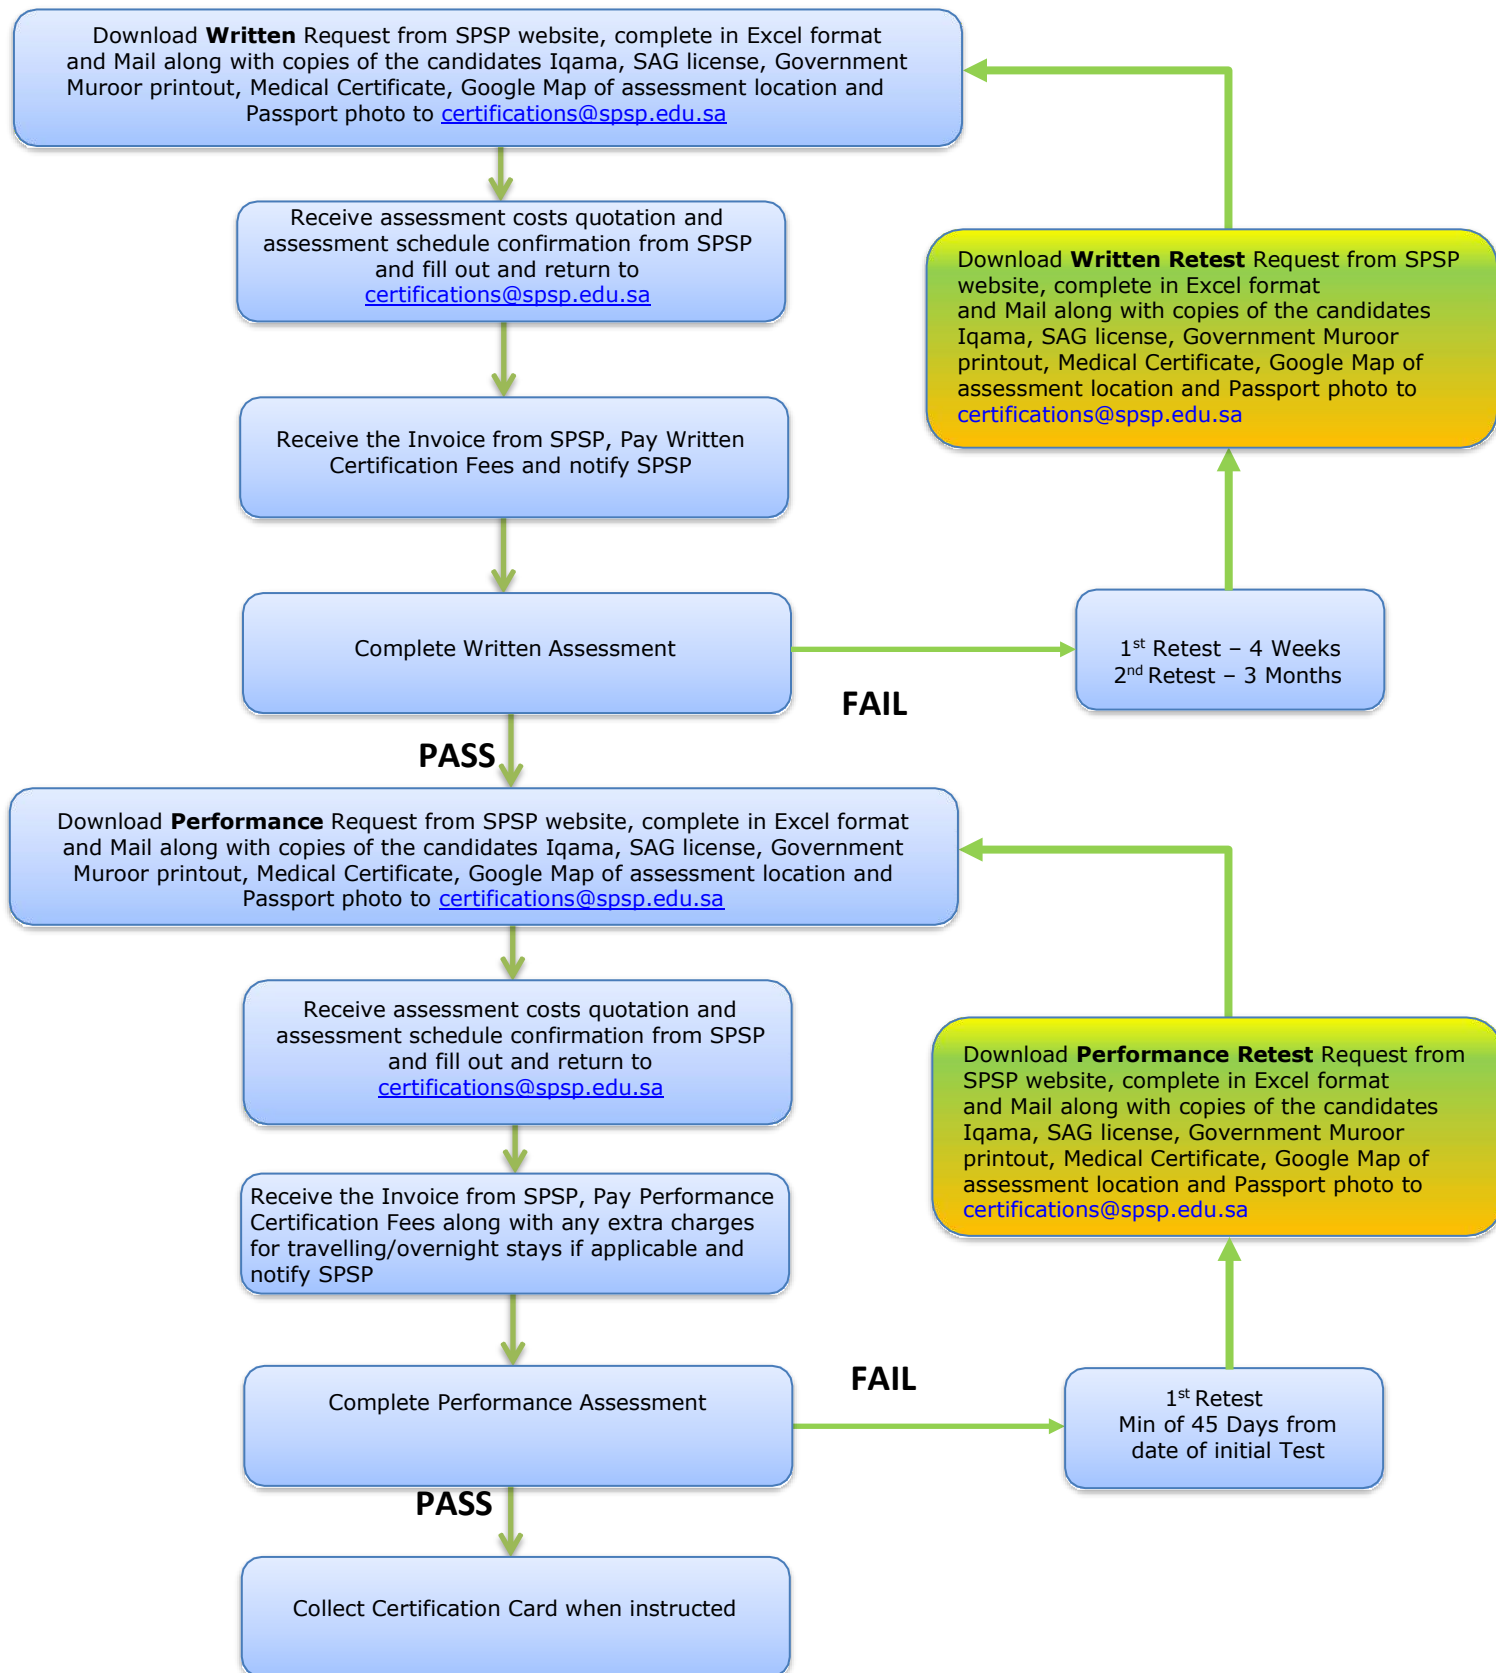 Download Written Request from SPSP website, complete in Excel format
and Mail along with copies of the candidates Iqama, SAG license, Government
Muroor printout, Medical Certificate, Google Map of assessment location and
Passport photo to certifications@spsp.edu.sa
Receive assessment costs quotation and
assessment schedule confirmation from SPSP
and fill out and return to
certifications@spsp.edu.sa
Download Written Retest Request from SPSP
website, complete in Excel format
and Mail along with copies of the candidates
Iqama, SAG license, Government Muroor
printout, Medical Certificate, Google Map of
assessment location and Passport photo to
certifications@spsp.edu.sa
Receive the Invoice from SPSP, Pay Written
Certification Fees and notify SPSP
Complete Written Assessment
1st Retest – 4 Weeks
2nd Retest – 3 Months
FAIL
PASS
Download Performance Request from SPSP website, complete in Excel format
and Mail along with copies of the candidates Iqama, SAG license, Government
Muroor printout, Medical Certificate, Google Map of assessment location and
Passport photo to certifications@spsp.edu.sa
Receive assessment costs quotation and
assessment schedule confirmation from SPSP
and fill out and return to
certifications@spsp.edu.sa
Download Performance Retest Request from
SPSP website, complete in Excel format
and Mail along with copies of the candidates
Iqama, SAG license, Government Muroor
printout, Medical Certificate, Google Map of
assessment location and Passport photo to
certifications@spsp.edu.sa
Receive the Invoice from SPSP, Pay Performance
Certification Fees along with any extra charges
for travelling/overnight stays if applicable and
notify SPSP
FAIL
Complete Performance Assessment
1st Retest
Min of 45 Days from
date of initial Test
PASS
Collect Certification Card when instructed